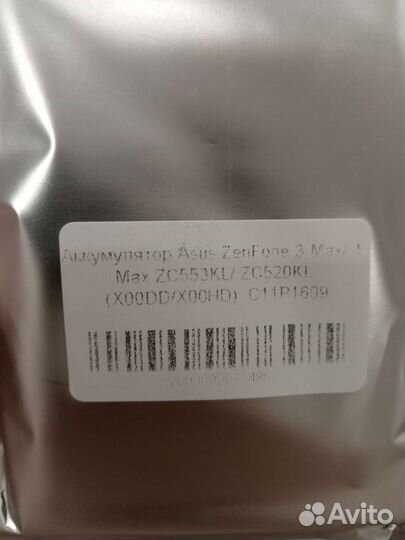 Аккумулятор Asus ZenFone 3 Max/ 4
Max ZC553KL/ ZC520KL
(X00DD/X00HD) C11P1609
Avito